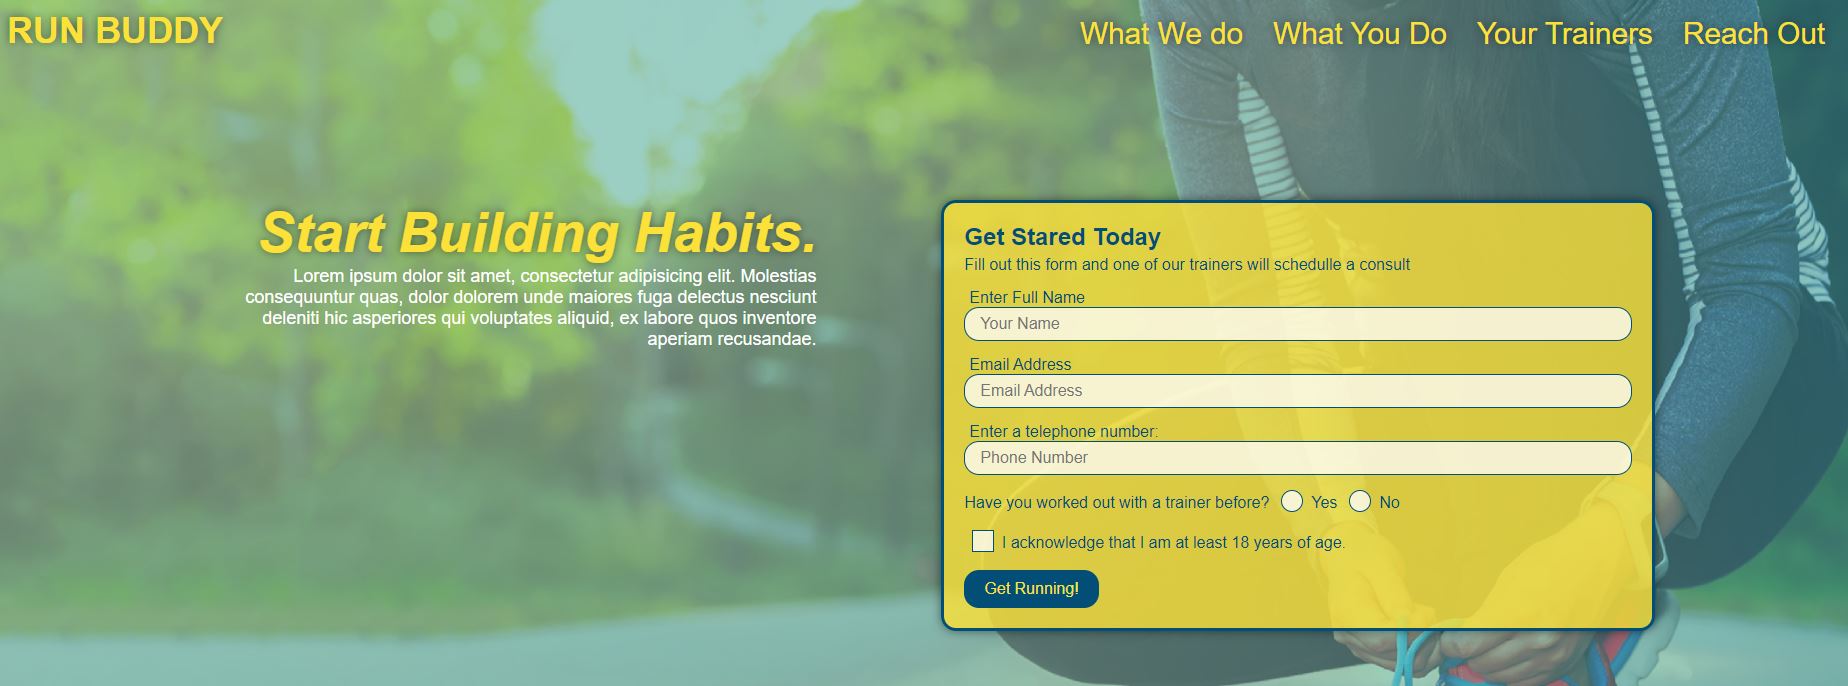 RUN BUDDY
What We do What You Do Your Trainers Reach Out
Start Building Habits.
Lorem ipsum dolor sit amet, consectetur adipisicing elit. Molestias
consequuntur quas, dolor dolorem unde maiores fuga delectus nesciunt
deleniti hic asperiores qui voluptates aliquid, ex labore quos inventore
aperiam recusandae.
Get Stared Today
Fill out this form and one of our trainers will schedulle a consult
Enter Full Name
Your Name
Email Address
Email Address
Enter a telephone number:
Phone Number
Have you worked out with a trainer before? Yes No
I acknowledge that I am at least 18 years of age.
Get Running!